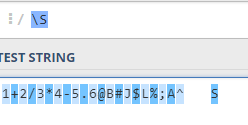 / \S
TEST STRING
1+2/3*4-5.6@B#J$L%;A^   S